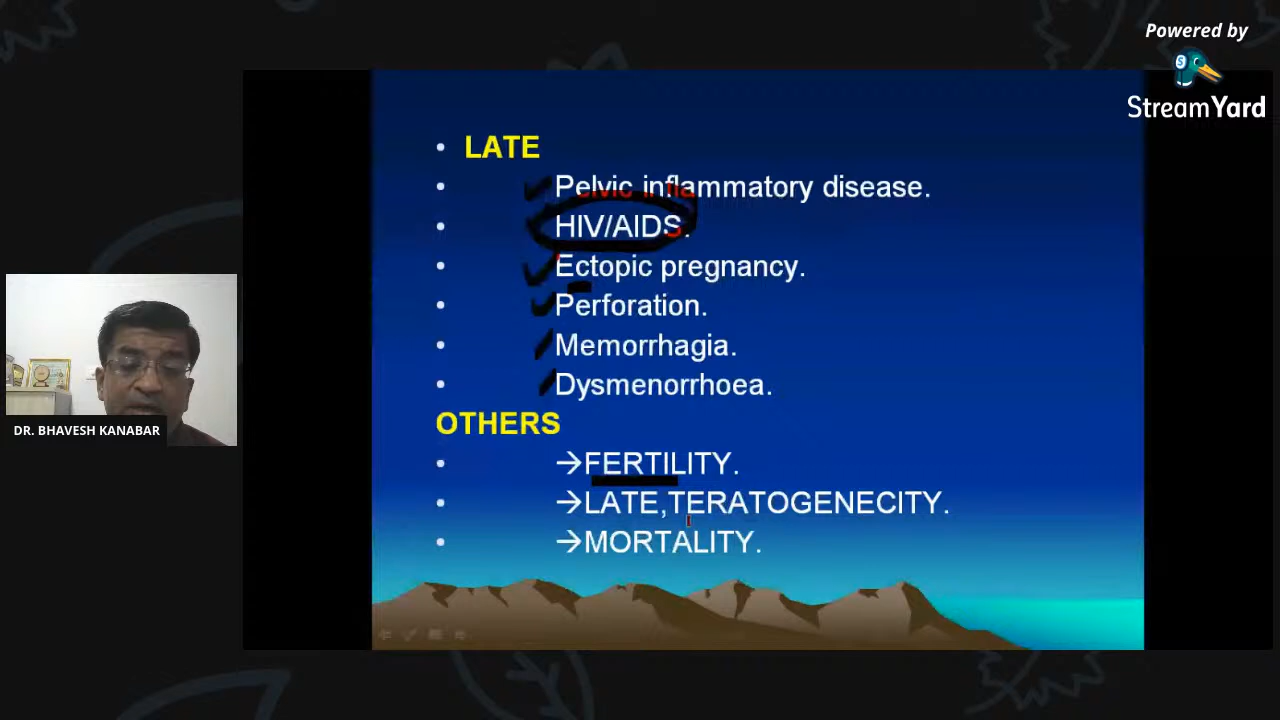 Powered by
StreamYard
• LATE
• Pelvic inflammatory disease.
• HIV/AIDS.
• Ectopic pregnancy.
• Perforation.
• Memorrhagia.
• Dysmenorrhoea.
OTHERS
• →FERTILITY.
• →LATE,TERATOGENECITY.
• →MORTALITY.
DR. BHAVESH KANABAR